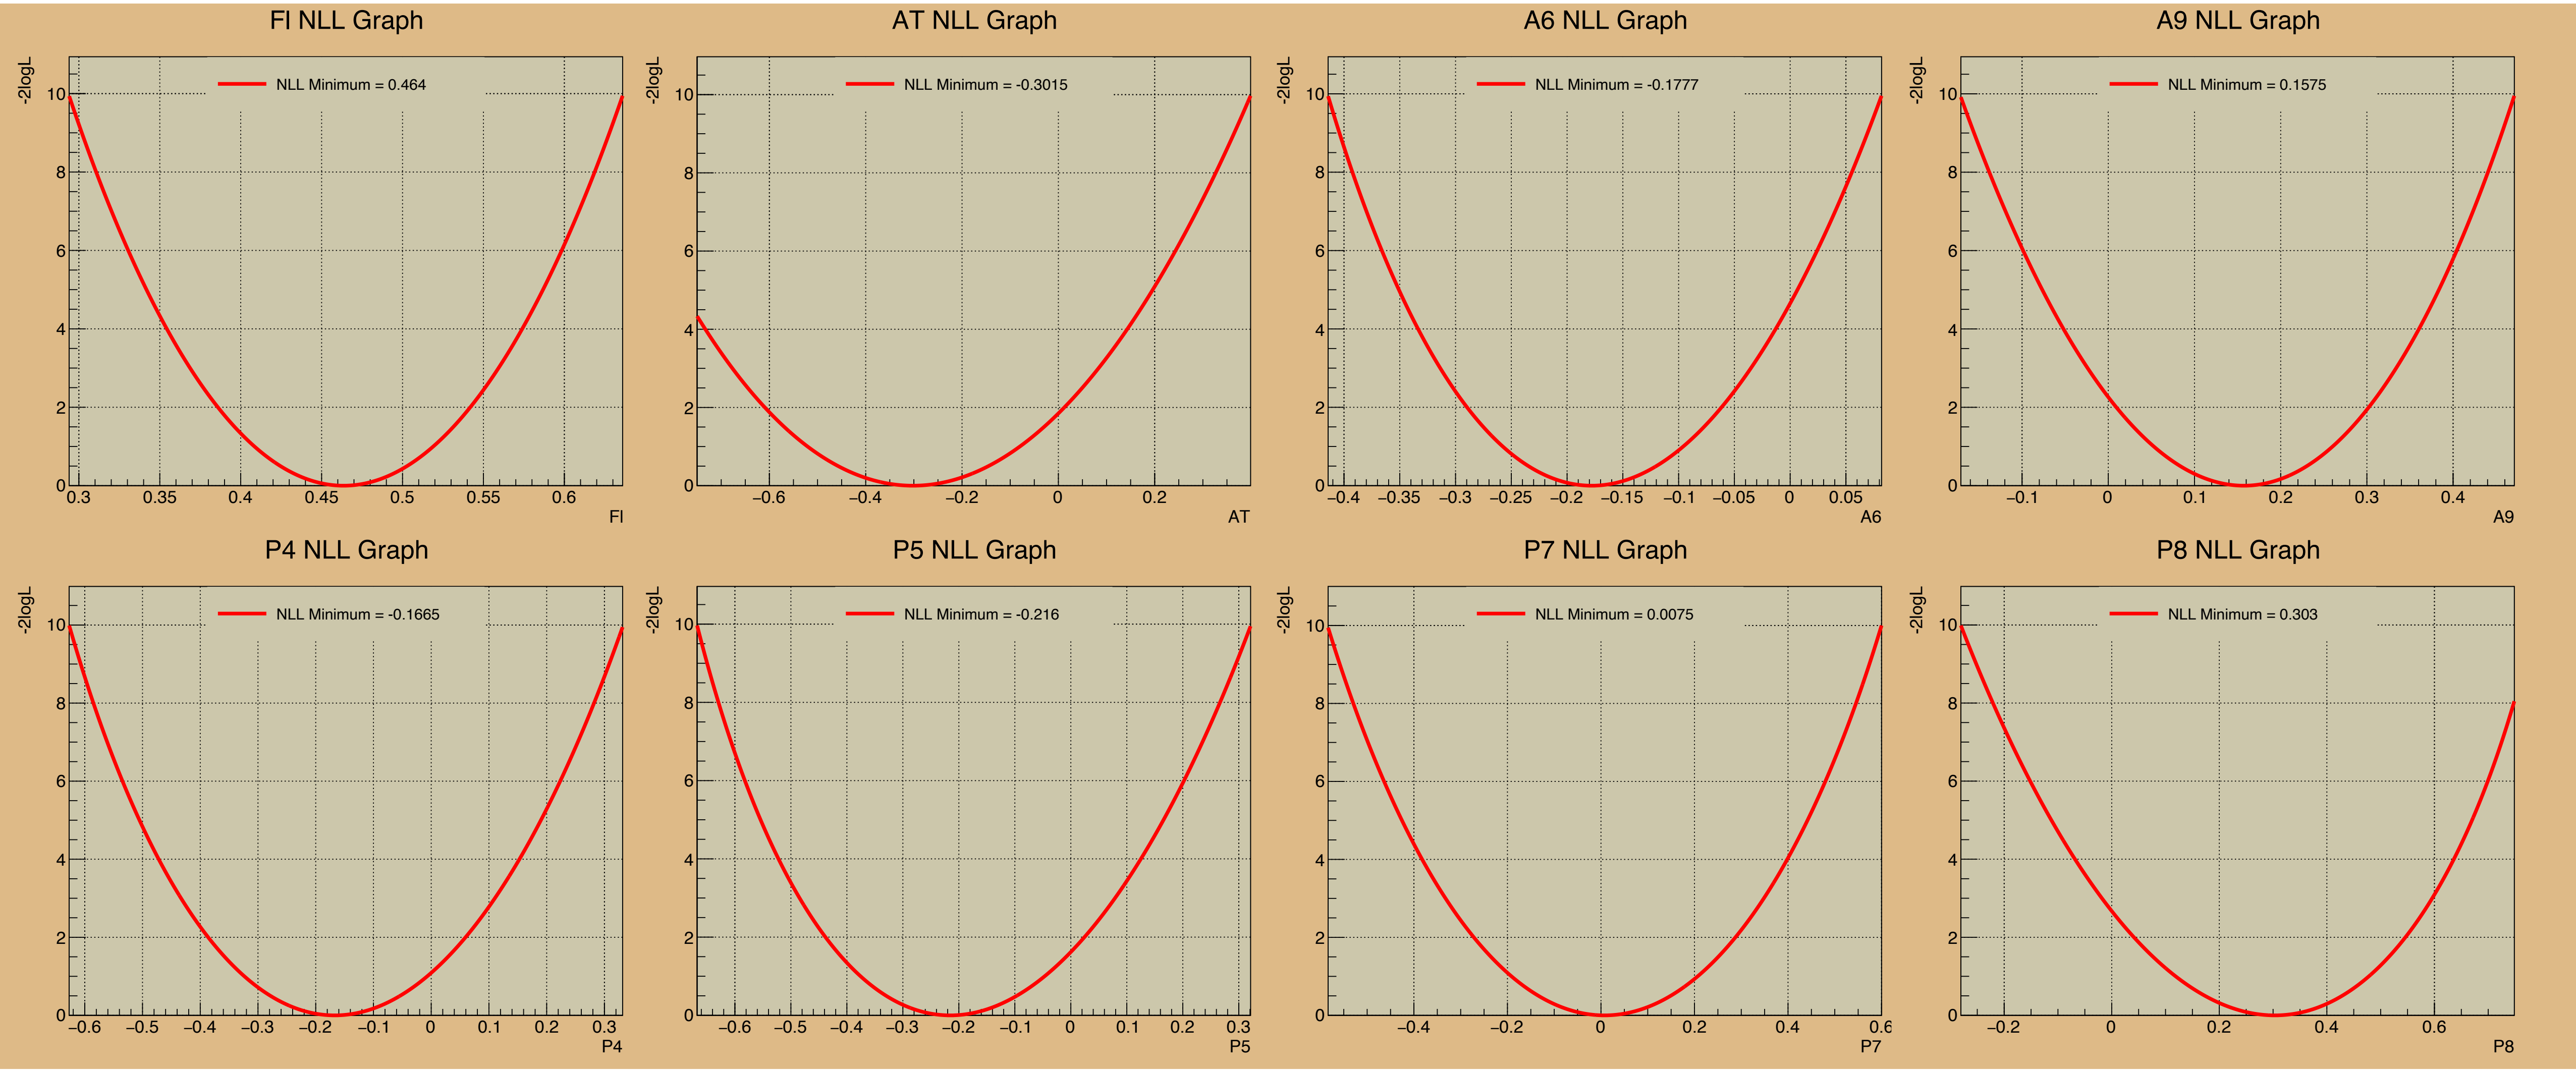 Fl NLL Graph
-2logL
NLL Minimum = 0.464
10
8
6
4
2
0
0.3 0.35 0.4 0.45 0.5 0.55 0.6
Fl
AT NLL Graph
-2logL
NLL Minimum = -0.3015
10
8
6
4
2
0
−0.6 −0.4 −0.2 0 0.2
AT
A6 NLL Graph
-2logL
NLL Minimum = -0.1777
10
8
6
4
2
0
−0.4 −0.35 −0.3 −0.25 −0.2 −0.15 −0.1 −0.05 0 0.05
A6
A9 NLL Graph
-2logL
NLL Minimum = 0.1575
10
8
6
4
2
0
−0.1 0 0.1 0.2 0.3 0.4
A9
P4 NLL Graph
-2logL
NLL Minimum = -0.1665
10
8
6
4
2
0
−0.6 −0.5 −0.4 −0.3 −0.2 −0.1 0 0.1 0.2 0.3
P4
P5 NLL Graph
-2logL
NLL Minimum = -0.216
10
8
6
4
2
0
−0.6 −0.5 −0.4 −0.3 −0.2 −0.1 0 0.1 0.2 0.3
P5
P7 NLL Graph
-2logL
NLL Minimum = 0.0075
10
8
6
4
2
0
−0.4 −0.2 0 0.2 0.4 0.6
P7
P8 NLL Graph
-2logL
NLL Minimum = 0.303
10
8
6
4
2
0
−0.2 0 0.2 0.4 0.6
P8